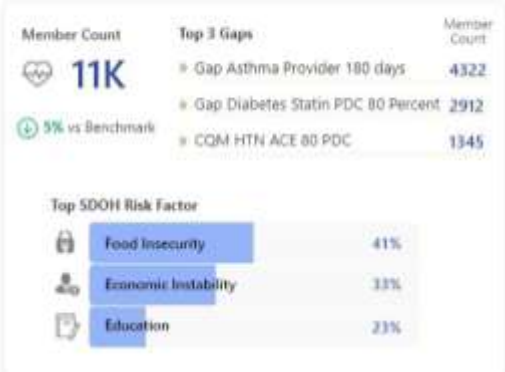 Member Count
11K
5% vs Benchmark
Top 3 Gaps
Member Count
Gap Asthma Provider 180 days 4322
Gap Diabetes Statin PDC 80 Percent 2912
CQM HTN ACE 80 PDC 1345
Top SDOH Risk Factor
Food Insecurity 41%
Economic Instability 33%
Education 23%